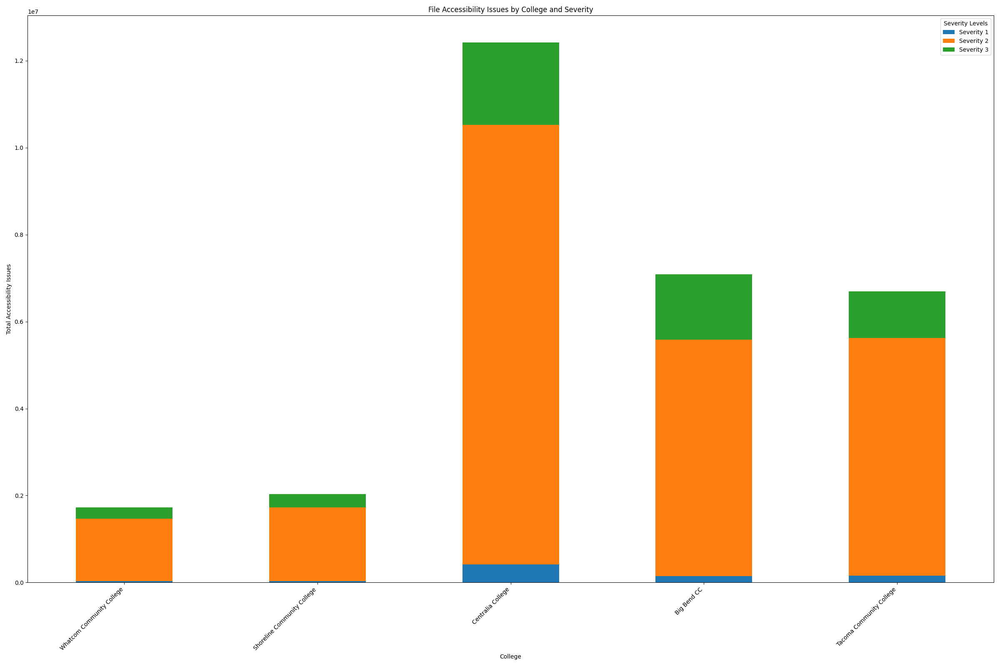 File Accessibility Issues by College and Severity
1e7
Severity Levels
Severity 1
Severity 2
Severity 3
1.2
1.0
0.8
0.6
0.4
0.2
0.0
Total Accessibility Issues
Whatcom Community College
Shoreline Community College
Centralia College
Big Bend CC
Tacoma Community College
College